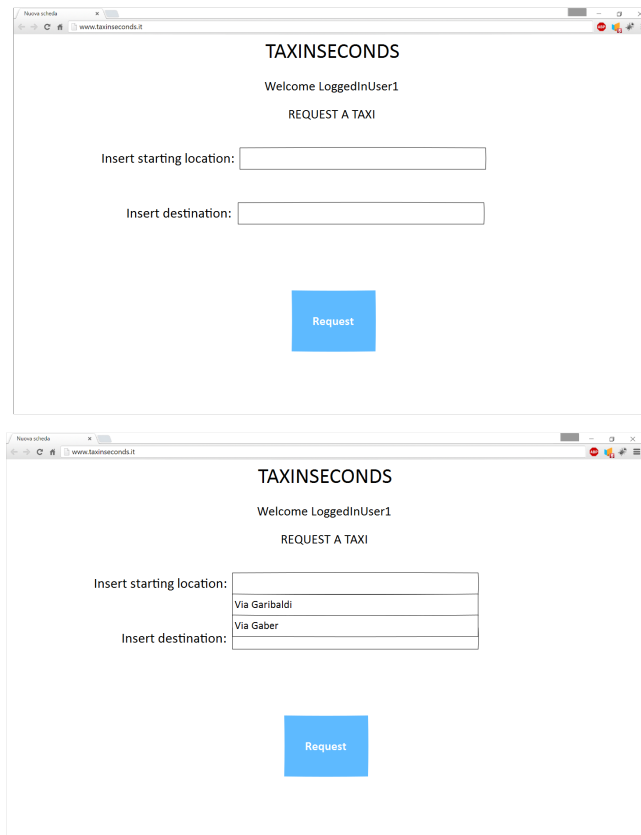 Nuova scheda
www.taxinseconds.it
TAXINSECONDS
Welcome LoggedInUser1
REQUEST A TAXI
Insert starting location:
Insert destination:
Request
Nuova scheda
www.taxinseconds.it
TAXINSECONDS
Welcome LoggedInUser1
REQUEST A TAXI
Insert starting location:
Via Garibaldi
Via Gaber
Insert destination:
Request